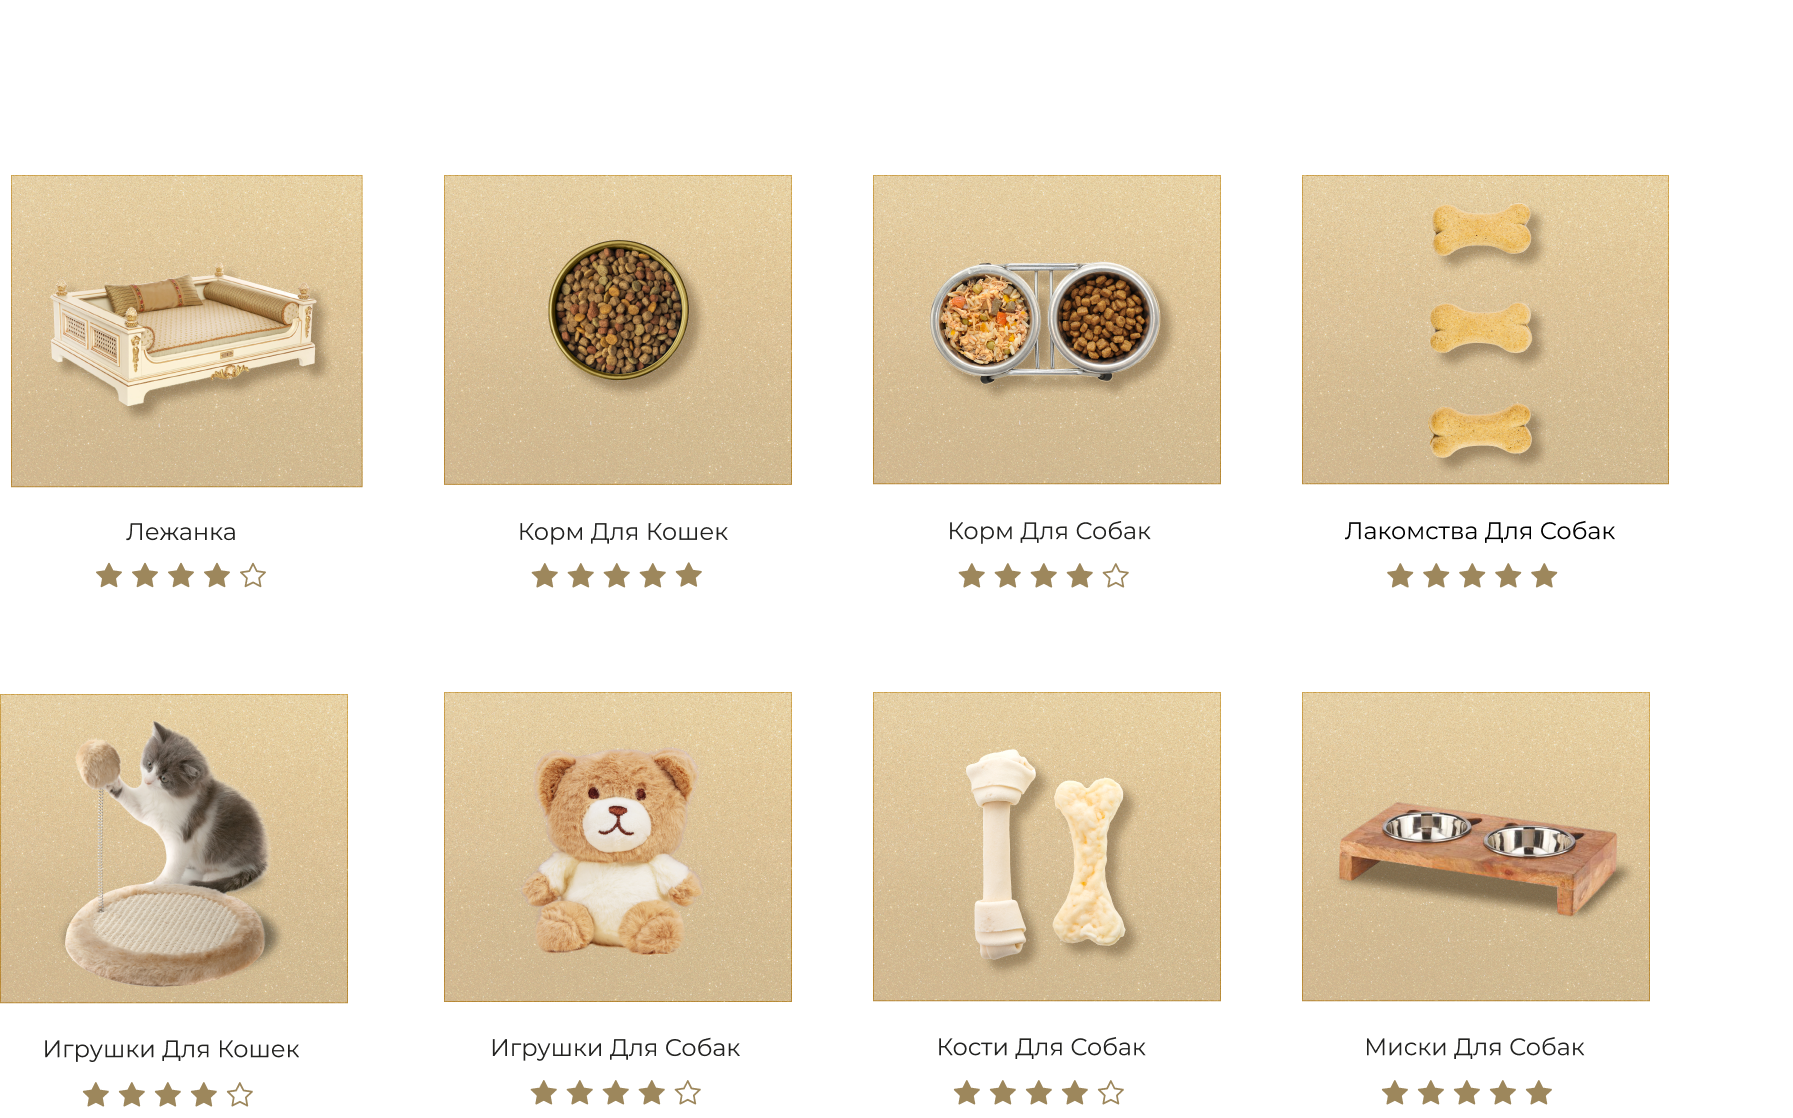 Лежанка
Корм Для Кошек
Корм Для Собак
Лакомства Для Собак
Игрушки Для Кошек
Игрушки Для Собак
Кости Для Собак
Миски Для Собак